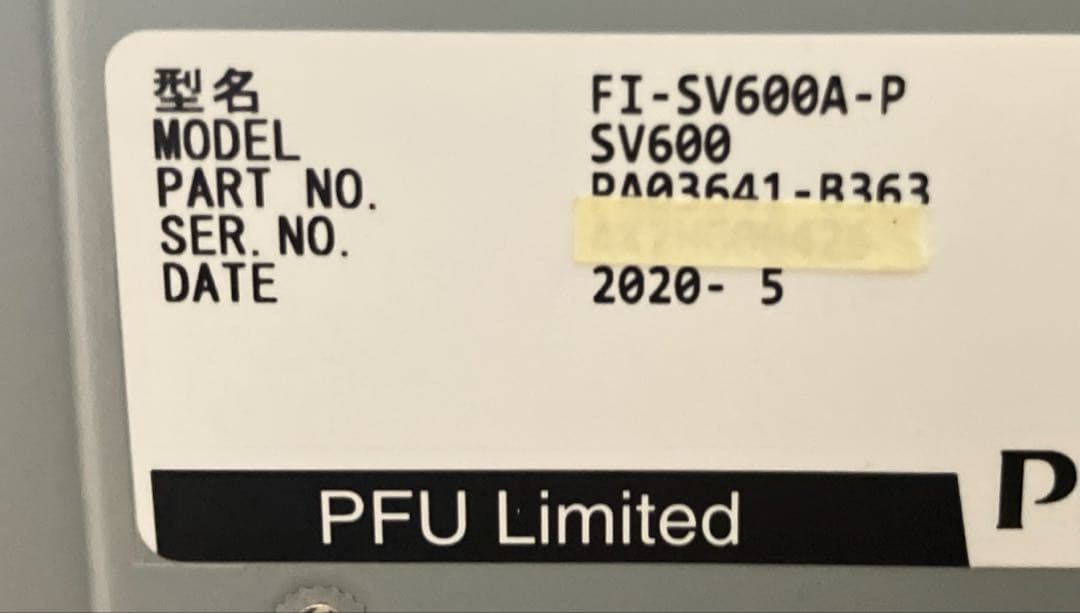 型名 FI-SV600A-P
MODEL SV600
PART NO. PA03641-B363
SER. NO.
DATE 2020- 5
PFU Limited
P